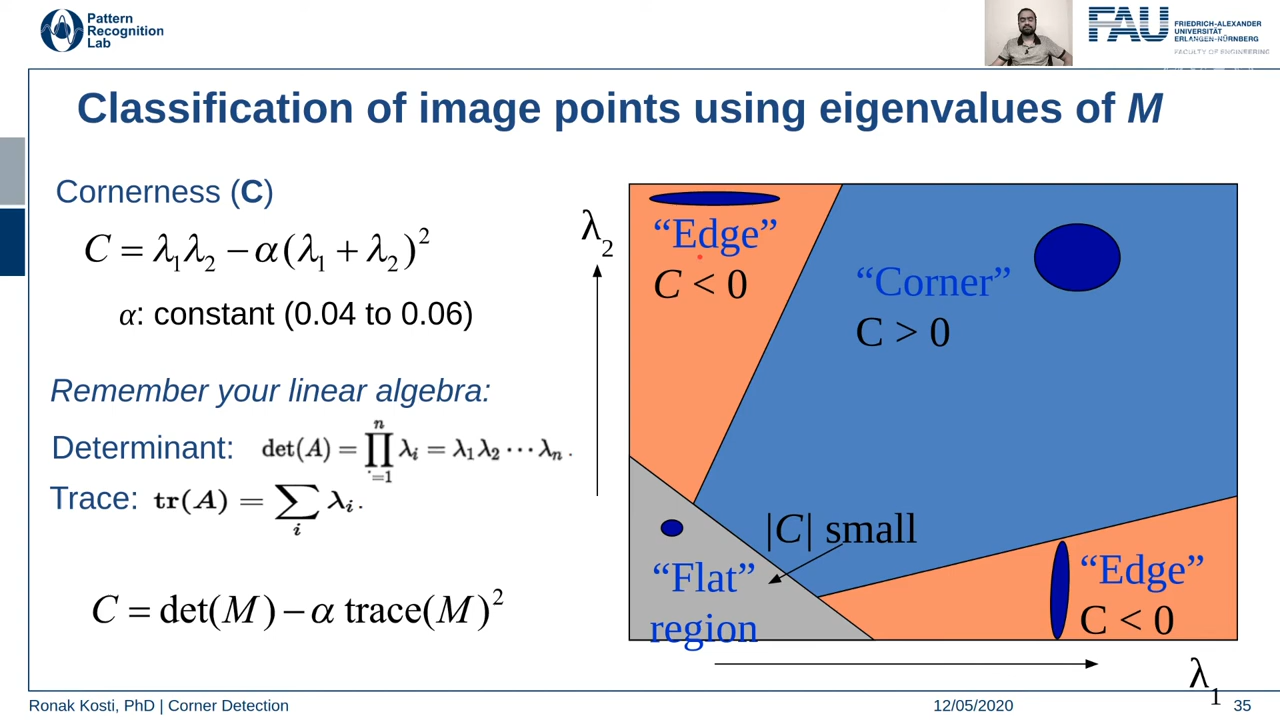 Pattern
Recognition
Lab
FAU
FRIEDRICH-ALEXANDER
UNIVERSITÄT
ERLANGEN-NÜRNBERG
FACULTY OF ENGINEERING
Classification of image points using eigenvalues of M
Cornerness (C)
C = λ₁λ₂ − α(λ₁ + λ₂)²
α: constant (0.04 to 0.06)
Remember your linear algebra:
Determinant: det(A) = ∏ⁿᵢ₌₁ λᵢ = λ₁λ₂ ⋯ λₙ .
Trace: tr(A) = ∑ᵢ λᵢ .
C = det(M) − α trace(M)²
λ₂
“Edge”
C < 0
“Corner”
C > 0
|C| small
“Flat”
region
“Edge”
C < 0
λ₁
Ronak Kosti, PhD | Corner Detection
12/05/2020
35